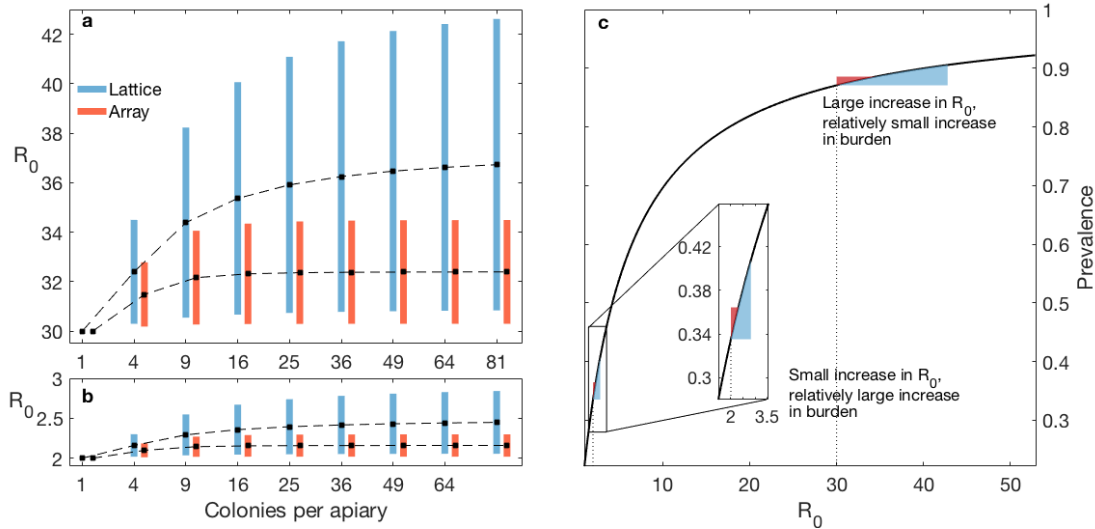 a
42
40
38
36
34
32
30
R0
Lattice
Array
1 4 9 16 25 36 49 64 81
b
3
2.5
2
R0
1 4 9 16 25 36 49 64
Colonies per apiary
c
1
0.9
0.8
0.7
0.6
0.5
0.4
0.3
Prevalence
Large increase in R0,
relatively small increase
in burden
0.42
0.38
0.34
0.3
2 3.5
Small increase in R0,
relatively large increase
in burden
10 20 30 40 50
R0